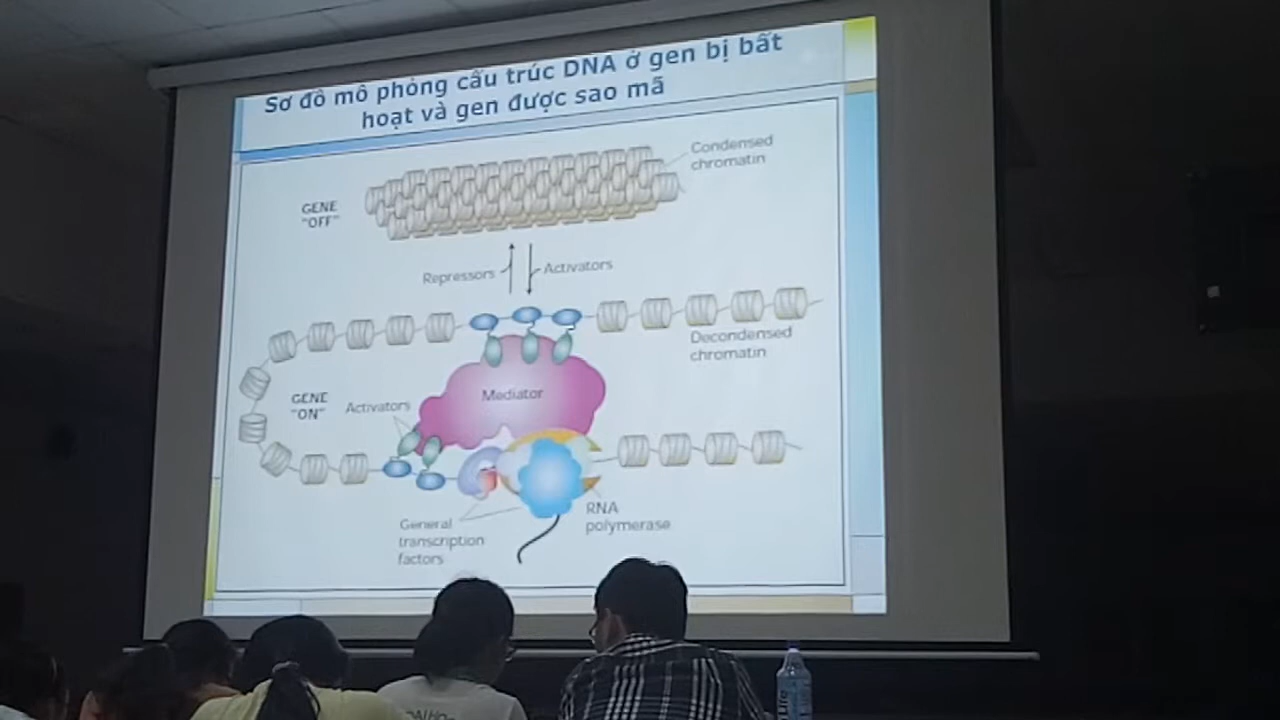 Sơ đồ mô phỏng cấu trúc DNA ở gen bị bất
hoạt và gen được sao mã
Condensed
chromatin
GENE
"OFF"
Repressors
Activators
Decondensed
chromatin
Mediator
GENE
"ON"
Activators
RNA
polymerase
General
transcription
factors